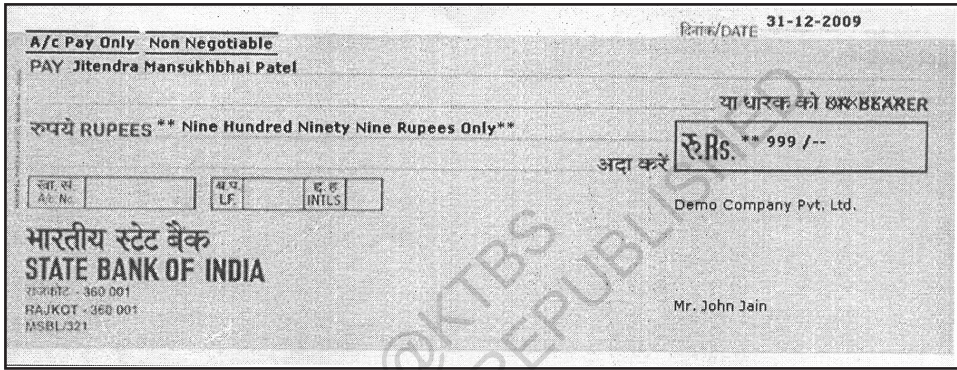 दिनांक/DATE 31-12-2009
A/c Pay Only Non Negotiable
PAY Jitendra Mansukhbhai Patel
या धारक को OR BEARER
रुपये RUPEES ** Nine Hundred Ninety Nine Rupees Only**
अदा करें रु.Rs. ** 999 /--
खा. सं.
A/c No.
ब.प.
LF.
ह. ह
INTLS
Demo Company Pvt. Ltd.
भारतीय स्टेट बैंक
STATE BANK OF INDIA
राजकोट - 360 001
RAJKOT - 360 001
MSBL/321
Mr. John Jain
@KTBS
REPUBLISHED